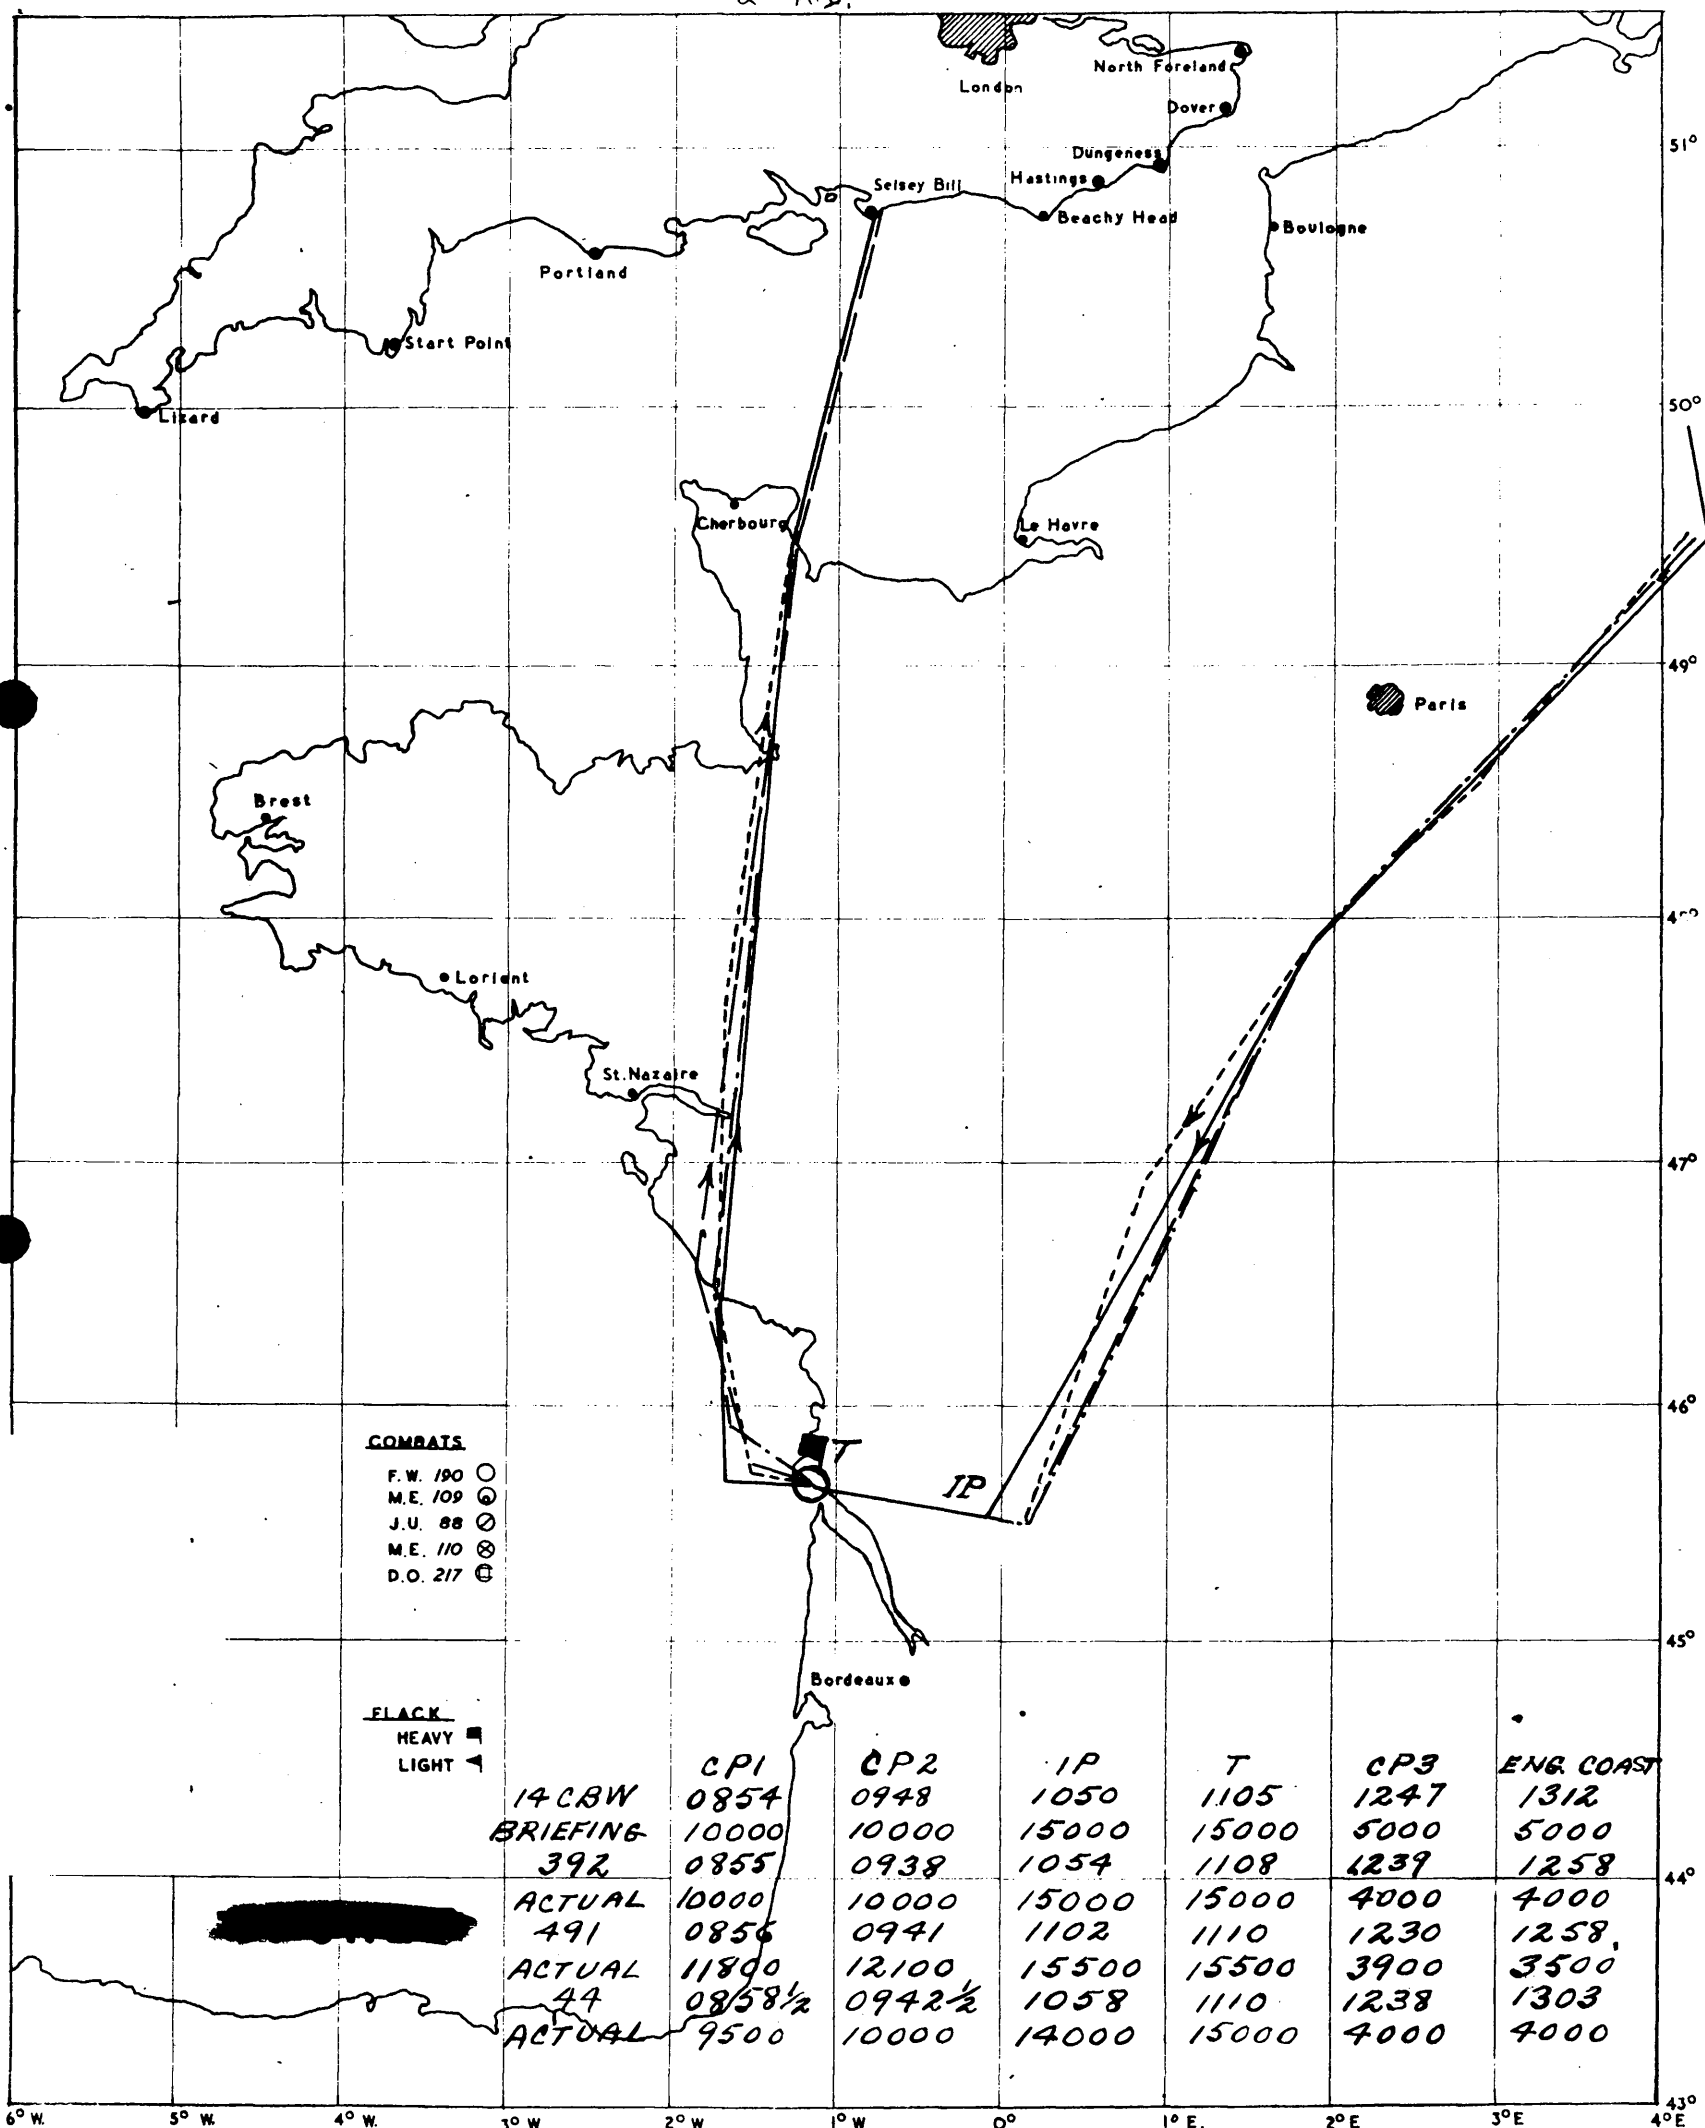 London
North Foreland
Dover
51°
Dungeness
Hastings
Selsey Bill
Beachy Head
Boulogne
Portland
Start Point
50°
Lizard
Cherbourg
Le Havre
49°
Paris
Brest
Lorient
St. Nazaire
47°
46°
COMBATS
F.W. 190
M.E. 109
J.U. 88
M.E. 110
D.O. 217
T
IP
45°
Bordeaux
FLACK
HEAVY
LIGHT
CP1 CP2 IP T CP3 ENG. COAST
14 CBW 0854 0948 1050 1105 1247 1312
BRIEFING 10000 10000 15000 15000 5000 5000
392 0855 0938 1054 1108 1239 1258
44°
ACTUAL 10000 10000 15000 15000 4000 4000
491 0856 0941 1102 1110 1230 1258
ACTUAL 11800 12100 15500 15500 3900 3500
44 0858½ 0942½ 1058 1110 1238 1303
ACTUAL 9500 10000 14000 15000 4000 4000
43°
6° W. 5° W. 4° W. 3° W 2° W 1° W 0° 1° E. 2° E 3° E 4° E